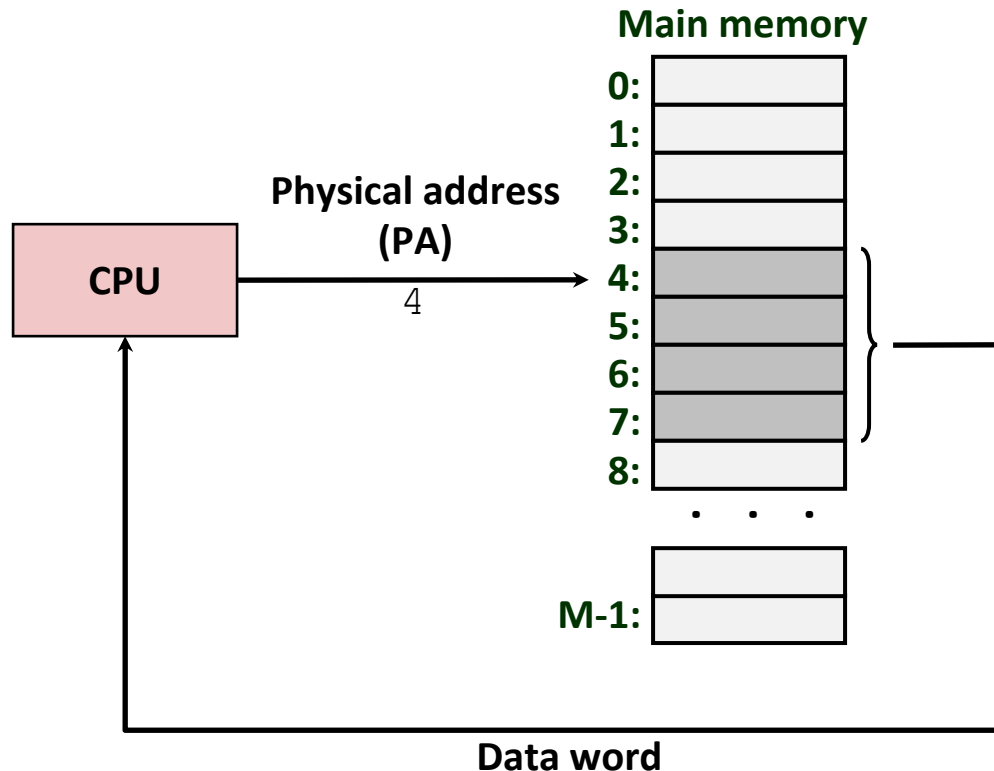 Main memory
0:
1:
2:
Physical address
(PA)
3:
CPU
4
4:
5:
6:
7:
8:
. . .
M-1:
Data word